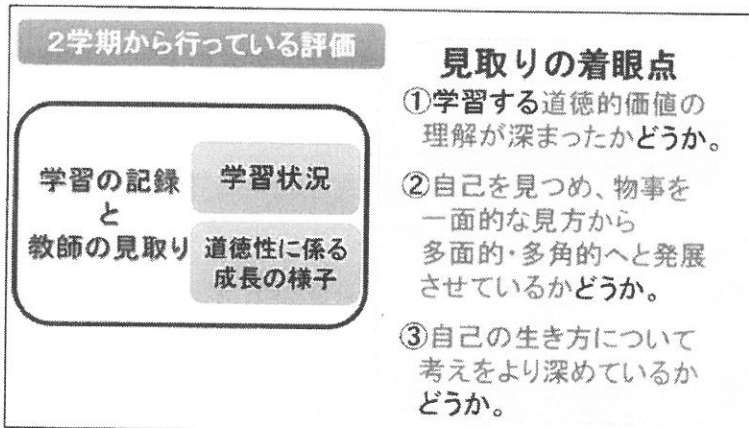 2学期から行っている評価
学習の記録
と
教師の見取り
学習状況
道徳性に係る
成長の様子
見取りの着眼点
①学習する道徳的価値の
理解が深まったかどうか。
②自己を見つめ、物事を
一面的な見方から
多面的・多角的へと発展
させているかどうか。
③自己の生き方について
考えをより深めているか
どうか。